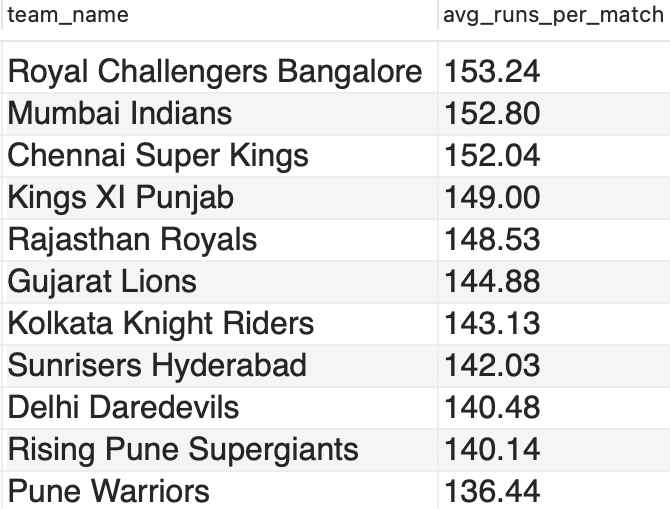 team_name avg_runs_per_match
Royal Challengers Bangalore 153.24
Mumbai Indians 152.80
Chennai Super Kings 152.04
Kings XI Punjab 149.00
Rajasthan Royals 148.53
Gujarat Lions 144.88
Kolkata Knight Riders 143.13
Sunrisers Hyderabad 142.03
Delhi Daredevils 140.48
Rising Pune Supergiants 140.14
Pune Warriors 136.44